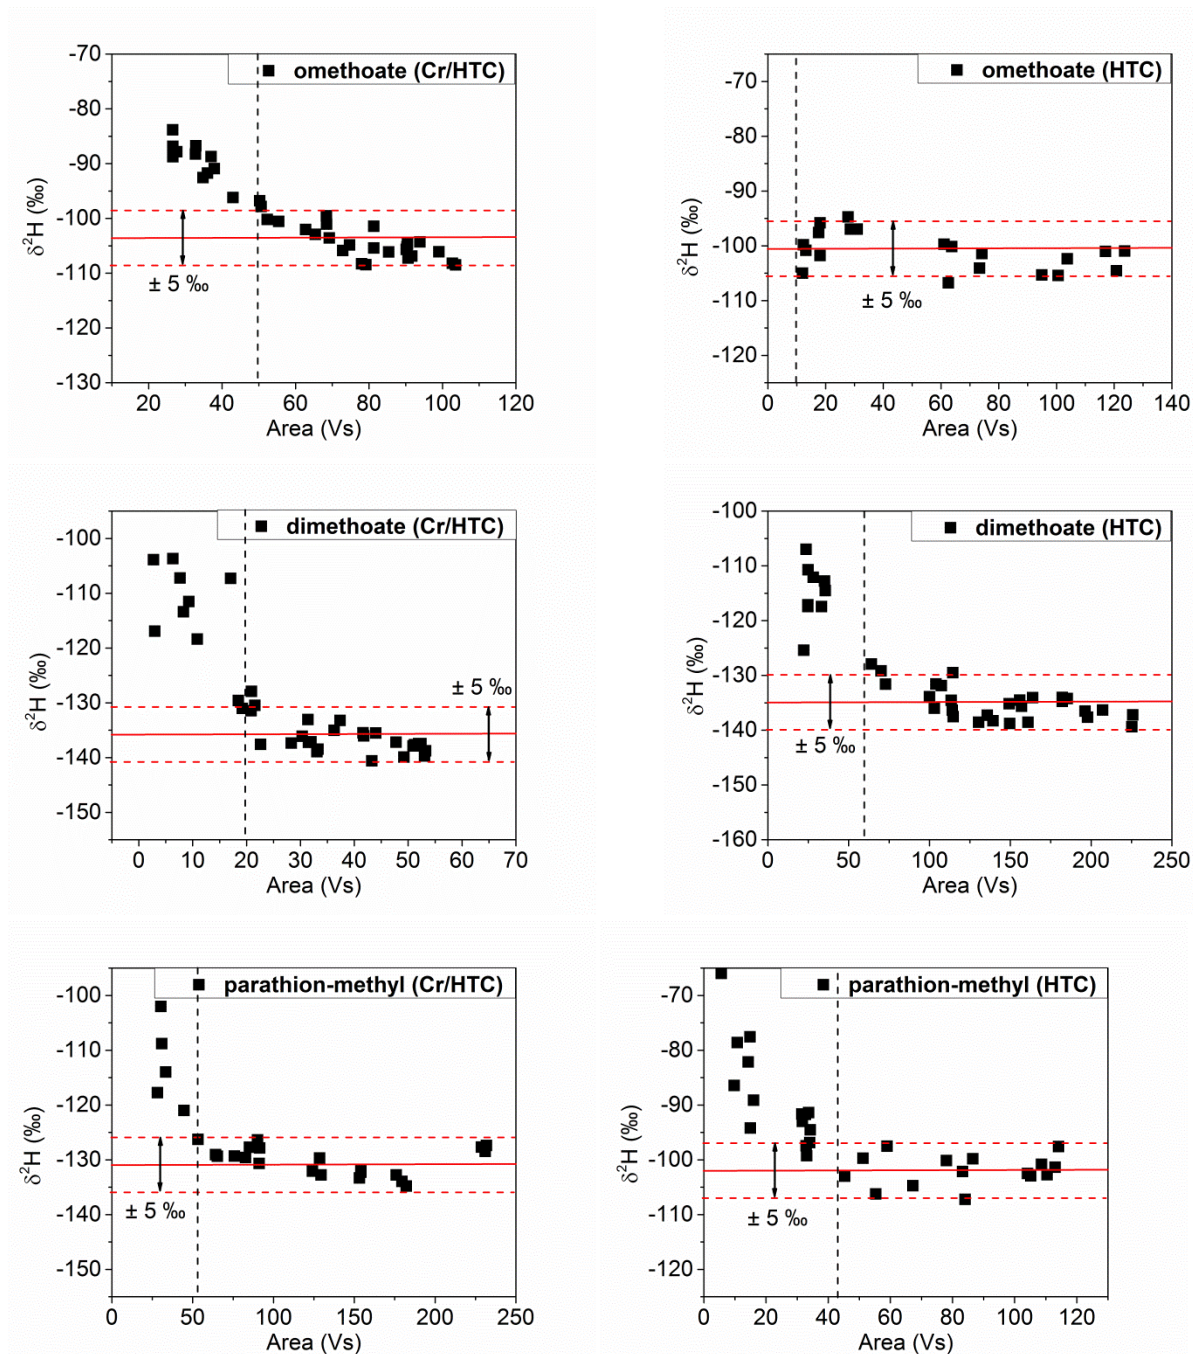 omethoate (Cr/HTC)
-70
-80
-90
-100
-110
-120
-130
δ²H (‰)
± 5 ‰
20 40 60 80 100 120
Area (Vs)
omethoate (HTC)
-70
-80
-90
-100
-110
-120
δ²H (‰)
± 5 ‰
0 20 40 60 80 100 120 140
Area (Vs)
dimethoate (Cr/HTC)
-100
-110
-120
-130
-140
-150
δ²H (‰)
± 5 ‰
0 10 20 30 40 50 60 70
Area (Vs)
dimethoate (HTC)
-100
-110
-120
-130
-140
-150
-160
δ²H (‰)
± 5 ‰
0 50 100 150 200 250
Area (Vs)
parathion-methyl (Cr/HTC)
-100
-110
-120
-130
-140
-150
δ²H (‰)
± 5 ‰
0 50 100 150 200 250
Area (Vs)
parathion-methyl (HTC)
-70
-80
-90
-100
-110
-120
δ²H (‰)
± 5 ‰
0 20 40 60 80 100 120
Area (Vs)